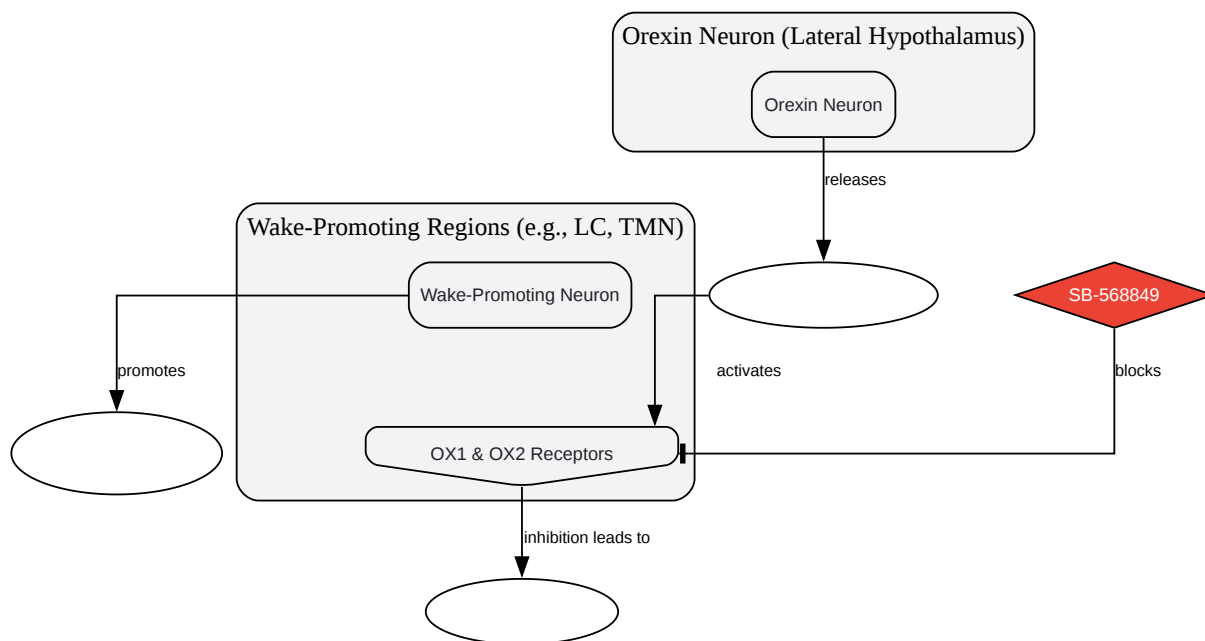 Orexin Neuron (Lateral Hypothalamus)
Orexin Neuron
releases
Wake-Promoting Regions (e.g., LC, TMN)
Wake-Promoting Neuron
SB-568849
promotes
activates
blocks
OX1 & OX2 Receptors
inhibition leads to